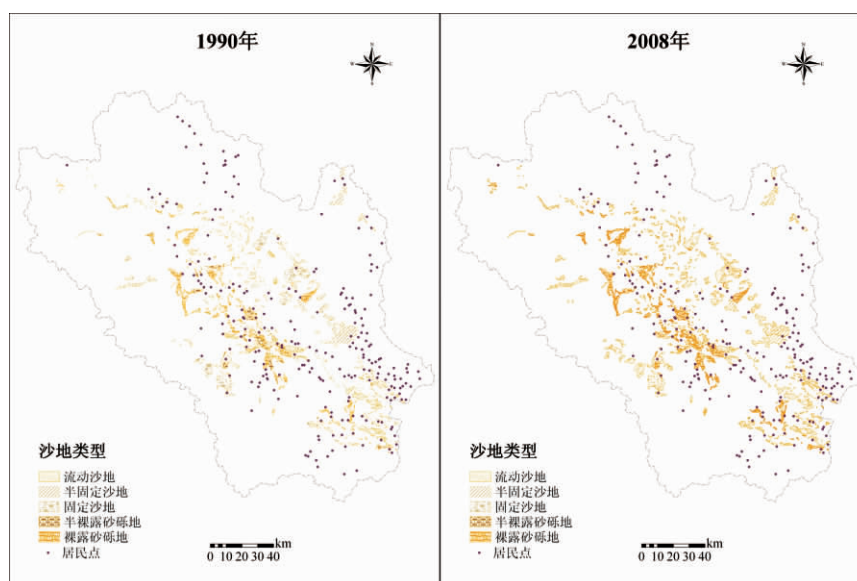 1990年
沙地类型
流动沙地
半固定沙地
固定沙地
半裸露砂砾地
裸露砂砾地
居民点
km
0 10 20 30 40
2008年
沙地类型
流动沙地
半固定沙地
固定沙地
半裸露砂砾地
裸露砂砾地
居民点
km
0 10 20 30 40